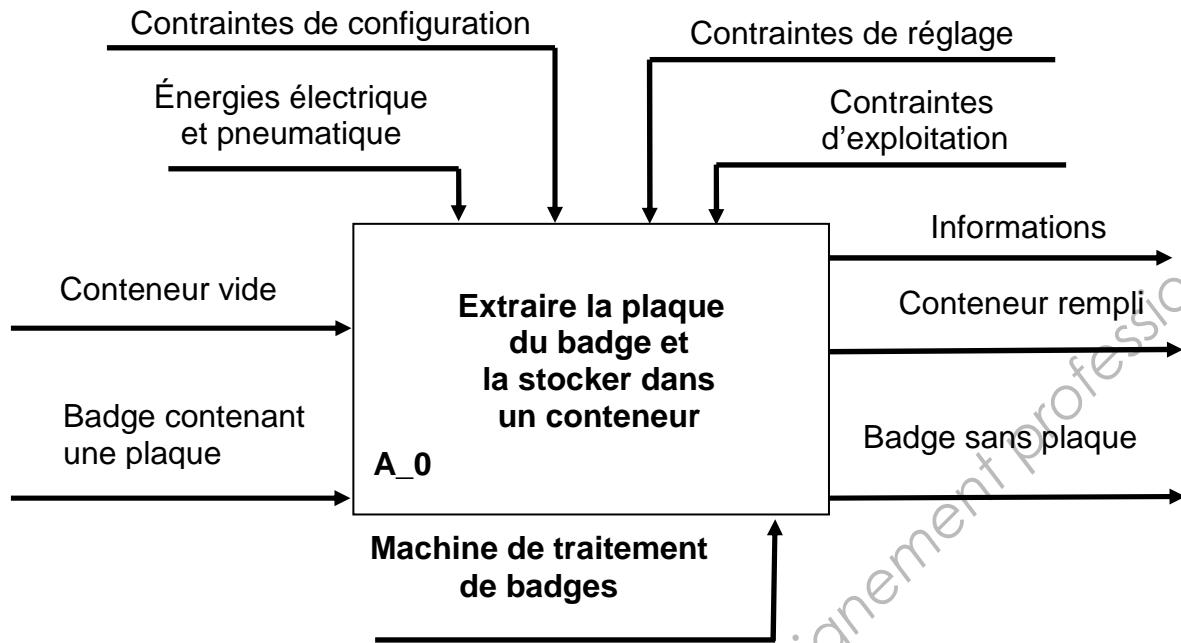 Contraintes de configuration
Contraintes de réglage
Énergies électrique
et pneumatique
Contraintes
d'exploitation
Informations
Conteneur vide
Conteneur rempli
Extraire la plaque
du badge et
la stocker dans
un conteneur
Badge contenant
une plaque
Badge sans plaque
A_0
Machine de traitement
de badges